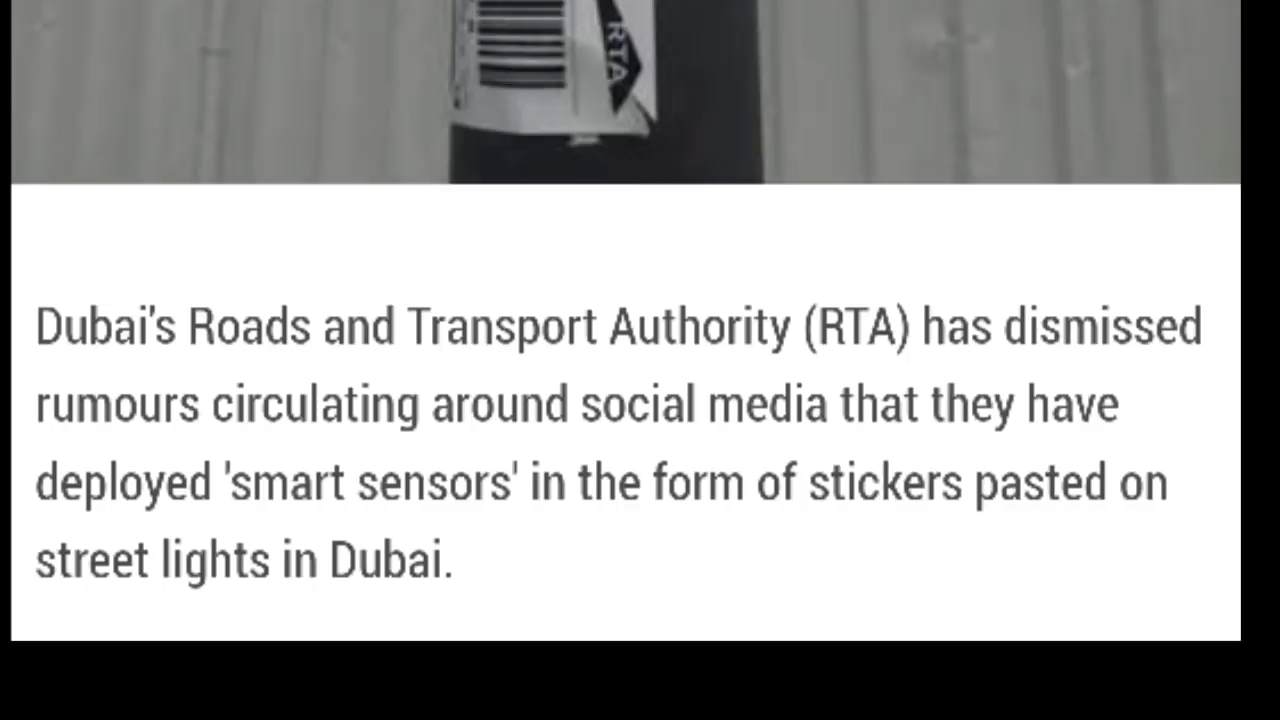 RTA
Dubai's Roads and Transport Authority (RTA) has dismissed
rumours circulating around social media that they have
deployed 'smart sensors' in the form of stickers pasted on
street lights in Dubai.